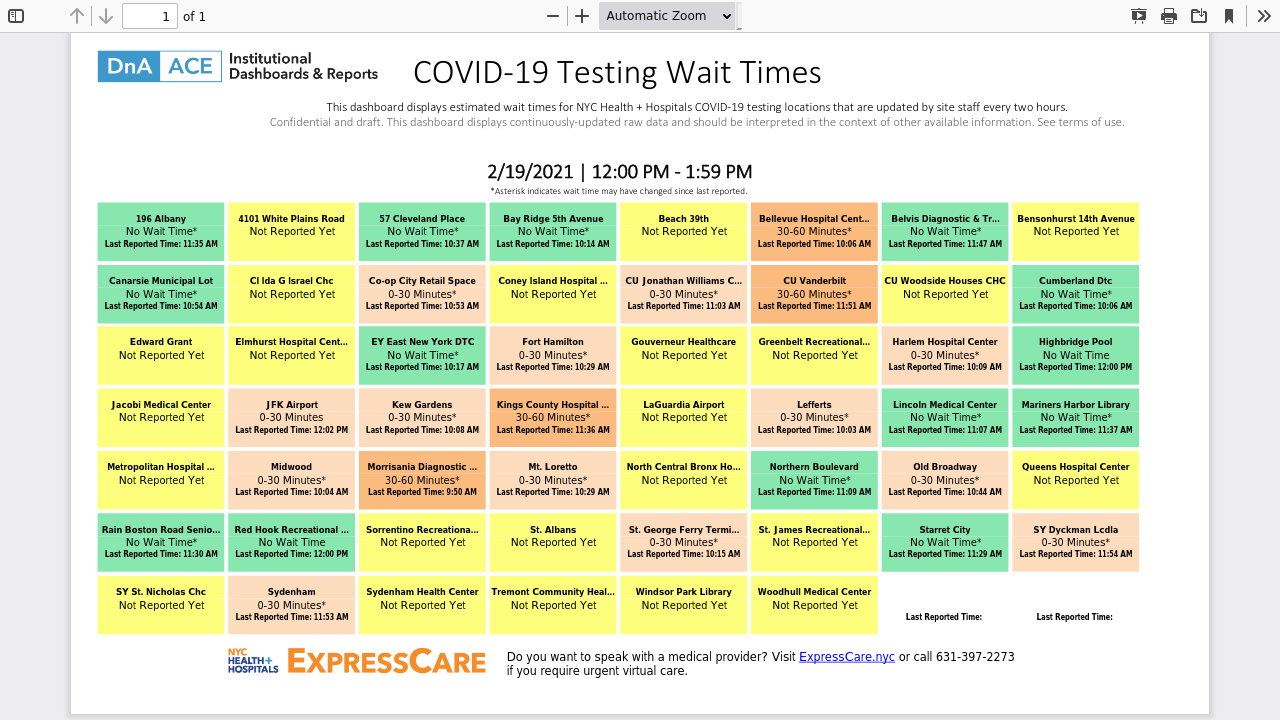 1 of 1 Automatic Zoom
DnA ACE Institutional Dashboards & Reports
COVID-19 Testing Wait Times
This dashboard displays estimated wait times for NYC Health + Hospitals COVID-19 testing locations that are updated by site staff every two hours.
Confidential and draft. This dashboard displays continuously-updated raw data and should be interpreted in the context of other available information. See terms of use.
2/19/2021 | 12:00 PM - 1:59 PM
*Asterisk indicates wait time may have changed since last reported.
196 Albany
No Wait Time*
Last Reported Time: 11:35 AM
4101 White Plains Road
Not Reported Yet
57 Cleveland Place
No Wait Time*
Last Reported Time: 10:37 AM
Bay Ridge 5th Avenue
No Wait Time*
Last Reported Time: 10:14 AM
Beach 39th
Not Reported Yet
Bellevue Hospital Cent...
30-60 Minutes*
Last Reported Time: 10:06 AM
Belvis Diagnostic & Tr...
No Wait Time*
Last Reported Time: 11:47 AM
Bensonhurst 14th Avenue
Not Reported Yet
Canarsie Municipal Lot
No Wait Time*
Last Reported Time: 10:54 AM
CI Ida G Israel Chc
Not Reported Yet
Co-op City Retail Space
0-30 Minutes*
Last Reported Time: 10:53 AM
Coney Island Hospital ...
Not Reported Yet
CU Jonathan Williams C...
0-30 Minutes*
Last Reported Time: 11:03 AM
CU Vanderbilt
30-60 Minutes*
Last Reported Time: 11:51 AM
CU Woodside Houses CHC
Not Reported Yet
Cumberland Dtc
No Wait Time*
Last Reported Time: 10:06 AM
Edward Grant
Not Reported Yet
Elmhurst Hospital Cent...
Not Reported Yet
EY East New York DTC
No Wait Time*
Last Reported Time: 10:17 AM
Fort Hamilton
0-30 Minutes*
Last Reported Time: 10:29 AM
Gouverneur Healthcare
Not Reported Yet
Greenbelt Recreational...
Not Reported Yet
Harlem Hospital Center
0-30 Minutes*
Last Reported Time: 10:09 AM
Highbridge Pool
No Wait Time
Last Reported Time: 12:00 PM
Jacobi Medical Center
Not Reported Yet
JFK Airport
0-30 Minutes
Last Reported Time: 12:02 PM
Kew Gardens
0-30 Minutes*
Last Reported Time: 10:08 AM
Kings County Hospital ...
30-60 Minutes*
Last Reported Time: 11:36 AM
LaGuardia Airport
Not Reported Yet
Lefferts
0-30 Minutes*
Last Reported Time: 10:03 AM
Lincoln Medical Center
No Wait Time*
Last Reported Time: 11:07 AM
Mariners Harbor Library
No Wait Time*
Last Reported Time: 11:37 AM
Metropolitan Hospital ...
Not Reported Yet
Midwood
0-30 Minutes*
Last Reported Time: 10:04 AM
Morrisania Diagnostic ...
30-60 Minutes*
Last Reported Time: 9:50 AM
Mt. Loretto
0-30 Minutes*
Last Reported Time: 10:29 AM
North Central Bronx Ho...
Not Reported Yet
Northern Boulevard
No Wait Time*
Last Reported Time: 11:09 AM
Old Broadway
0-30 Minutes*
Last Reported Time: 10:44 AM
Queens Hospital Center
Not Reported Yet
Rain Boston Road Senio...
No Wait Time*
Last Reported Time: 11:30 AM
Red Hook Recreational ...
No Wait Time
Last Reported Time: 12:00 PM
Sorrentino Recreationa...
Not Reported Yet
St. Albans
Not Reported Yet
St. George Ferry Termi...
0-30 Minutes*
Last Reported Time: 10:15 AM
St. James Recreational...
Not Reported Yet
Starret City
No Wait Time*
Last Reported Time: 11:29 AM
SY Dyckman Lcdla
0-30 Minutes*
Last Reported Time: 11:54 AM
SY St. Nicholas Chc
Not Reported Yet
Sydenham
0-30 Minutes*
Last Reported Time: 11:53 AM
Sydenham Health Center
Not Reported Yet
Tremont Community Heal...
Not Reported Yet
Windsor Park Library
Not Reported Yet
Woodhull Medical Center
Not Reported Yet
Last Reported Time:
Last Reported Time:
NYC HEALTH+ HOSPITALS
EXPRESSCARE
Do you want to speak with a medical provider? Visit ExpressCare.nyc or call 631-397-2273
if you require urgent virtual care.